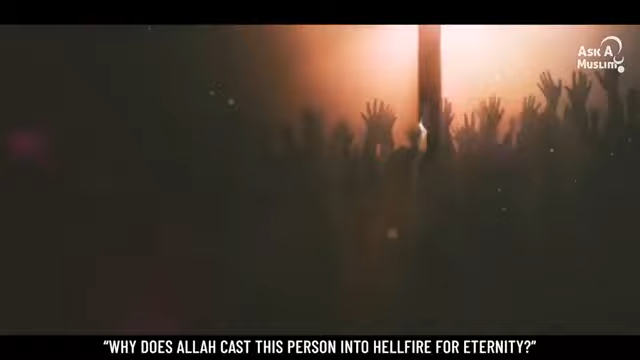 ASK A
MUSLIM
“WHY DOES ALLAH CAST THIS PERSON INTO HELLFIRE FOR ETERNITY?”